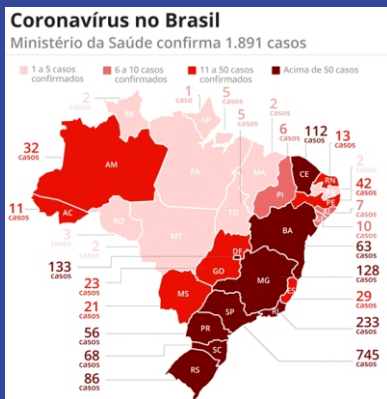 Coronavírus no Brasil
Ministério da Saúde confirma 1.891 casos
1 a 5 casos confirmados
6 a 10 casos confirmados
11 a 50 casos confirmados
Acima de 50 casos
2 casos
1 caso
5 casos
5 casos
2 casos
6 casos
112 casos
13 casos
2 casos
42 casos
7 casos
10 casos
63 casos
128 casos
29 casos
233 casos
745 casos
32 casos
11 casos
3 casos
2 casos
133 casos
23 casos
21 casos
56 casos
68 casos
86 casos
RR
AP
AM
PA
MA
CE
RN
PI
PE
AC
RO
TO
BA
MT
DF
GO
MG
ES
MS
SP
RJ
PR
SC
RS